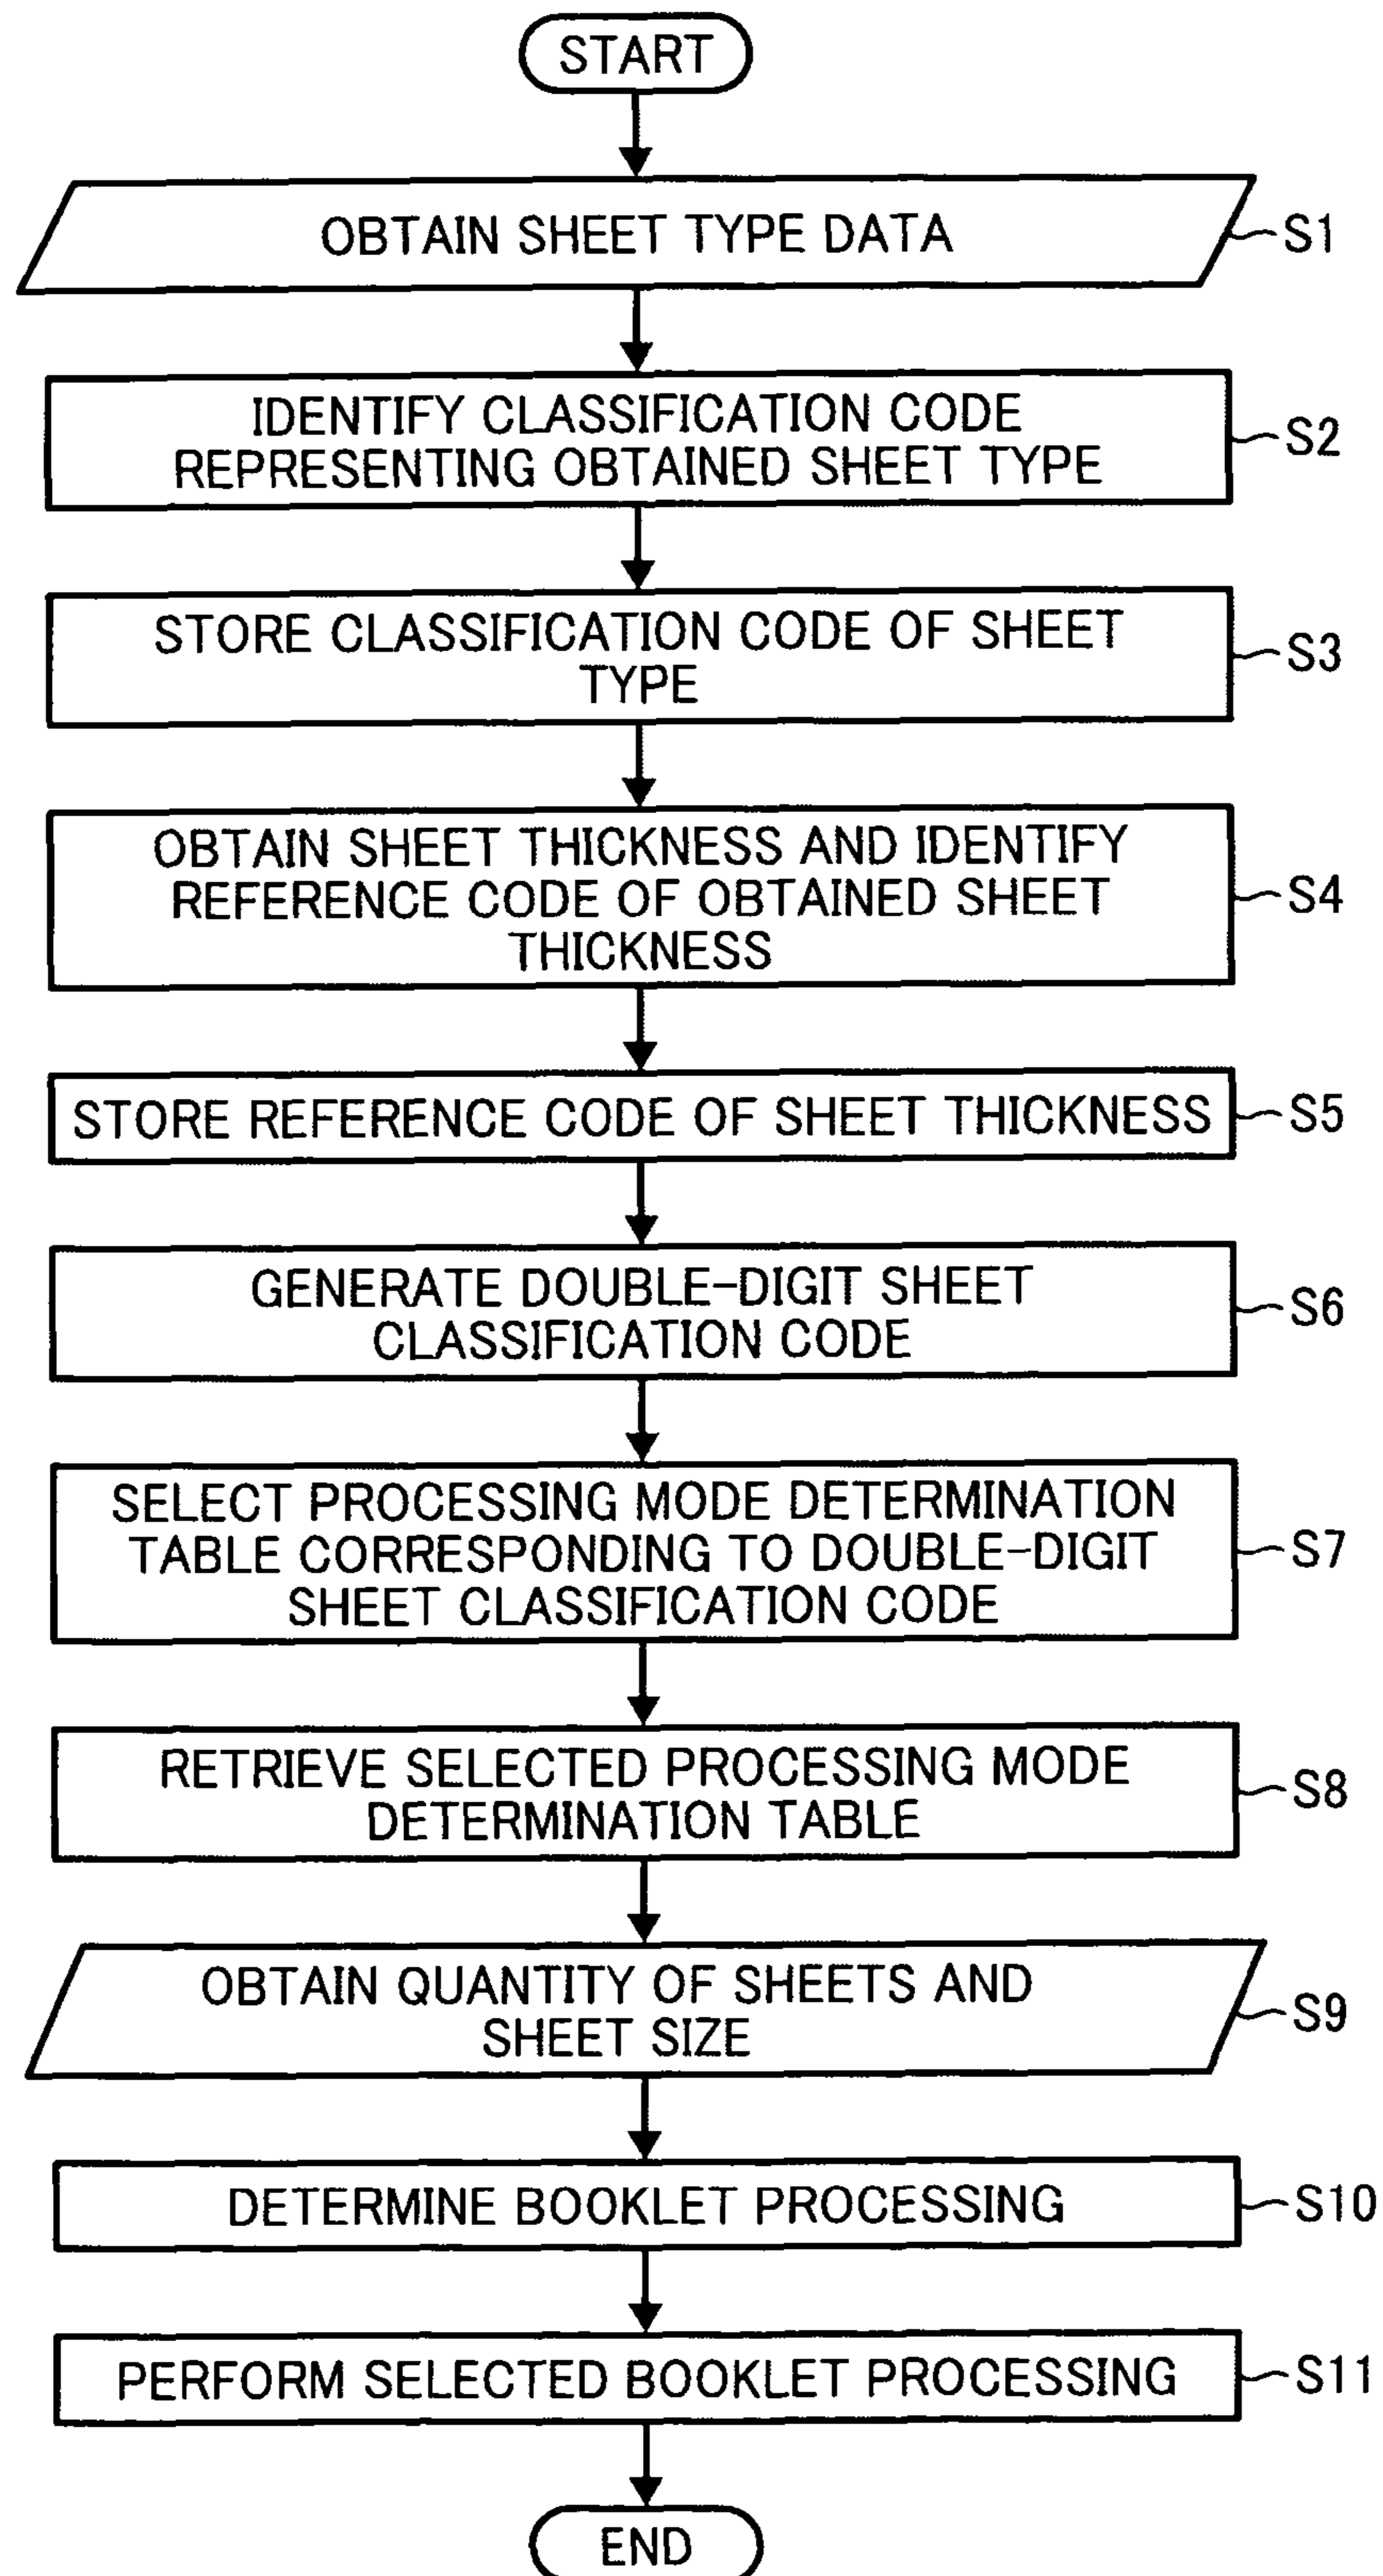 START
OBTAIN SHEET TYPE DATA
S1
IDENTIFY CLASSIFICATION CODE
REPRESENTING OBTAINED SHEET TYPE
S2
STORE CLASSIFICATION CODE OF SHEET
TYPE
S3
OBTAIN SHEET THICKNESS AND IDENTIFY
REFERENCE CODE OF OBTAINED SHEET
THICKNESS
S4
STORE REFERENCE CODE OF SHEET THICKNESS
S5
GENERATE DOUBLE-DIGIT SHEET
CLASSIFICATION CODE
S6
SELECT PROCESSING MODE DETERMINATION
TABLE CORRESPONDING TO DOUBLE-DIGIT
SHEET CLASSIFICATION CODE
S7
RETRIEVE SELECTED PROCESSING MODE
DETERMINATION TABLE
S8
OBTAIN QUANTITY OF SHEETS AND
SHEET SIZE
S9
DETERMINE BOOKLET PROCESSING
S10
PERFORM SELECTED BOOKLET PROCESSING
S11
END